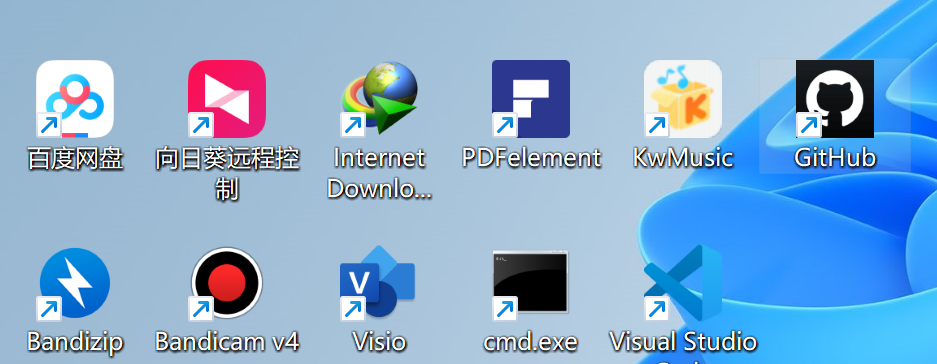 百度网盘
向日葵远程控
制
Internet
Downlo...
PDFelement
KwMusic
GitHub
Bandizip
Bandicam v4
Visio
cmd.exe
Visual Studio